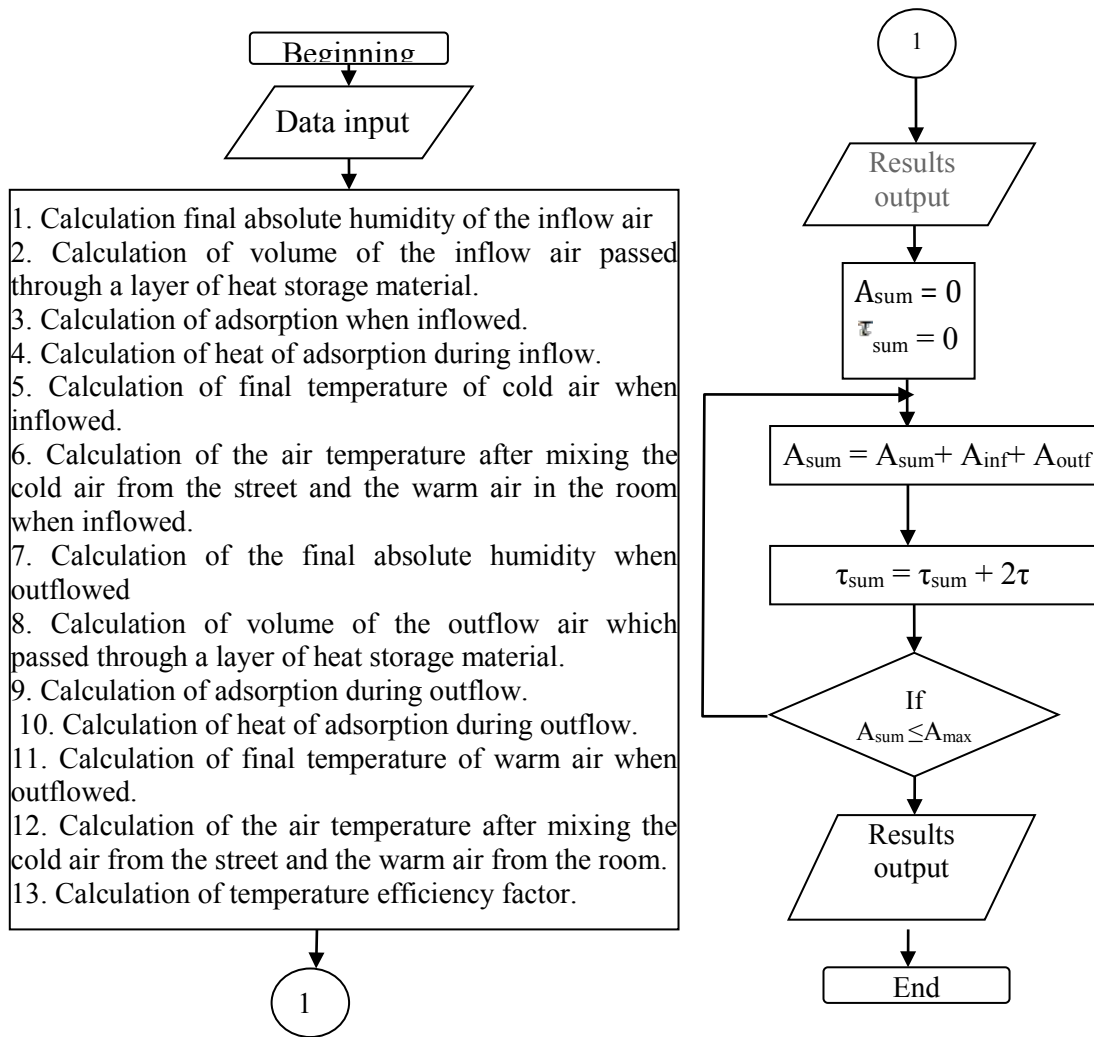 Beginning
Data input
1. Calculation final absolute humidity of the inflow air
2. Calculation of volume of the inflow air passed
through a layer of heat storage material.
3. Calculation of adsorption when inflowed.
4. Calculation of heat of adsorption during inflow.
5. Calculation of final temperature of cold air when
inflowed.
6. Calculation of the air temperature after mixing the
cold air from the street and the warm air in the room
when inflowed.
7. Calculation of the final absolute humidity when
outflowed
8. Calculation of volume of the outflow air which
passed through a layer of heat storage material.
9. Calculation of adsorption during outflow.
10. Calculation of heat of adsorption during outflow.
11. Calculation of final temperature of warm air when
outflowed.
12. Calculation of the air temperature after mixing the
cold air from the street and the warm air from the room.
13. Calculation of temperature efficiency factor.
1
1
Results
output
Asum = 0
τsum = 0
Asum = Asum+ Ainf+ Aoutf
τsum = τsum + 2τ
If
Asum ≤Amax
Results
output
End